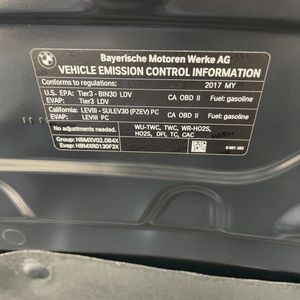 BMW
Bayerische Motoren Werke AG
VEHICLE EMISSION CONTROL INFORMATION
Conforms to regulations: 2017 MY
U.S. EPA: Tier3 - BIN30 LDV CA OBD II Fuel: gasoline
EVAP: Tier3 LDV
California: LEVIII - SULEV30 (PZEV) PC CA OBD II Fuel: gasoline
EVAP: LEVIII PC
No adjustments needed.
WU-TWC, TWC, WR-HO2S,
HO2S, DFI, TC, CAC
Group: HBMXV02.0B4X
Evap: HBMXR0130F3X